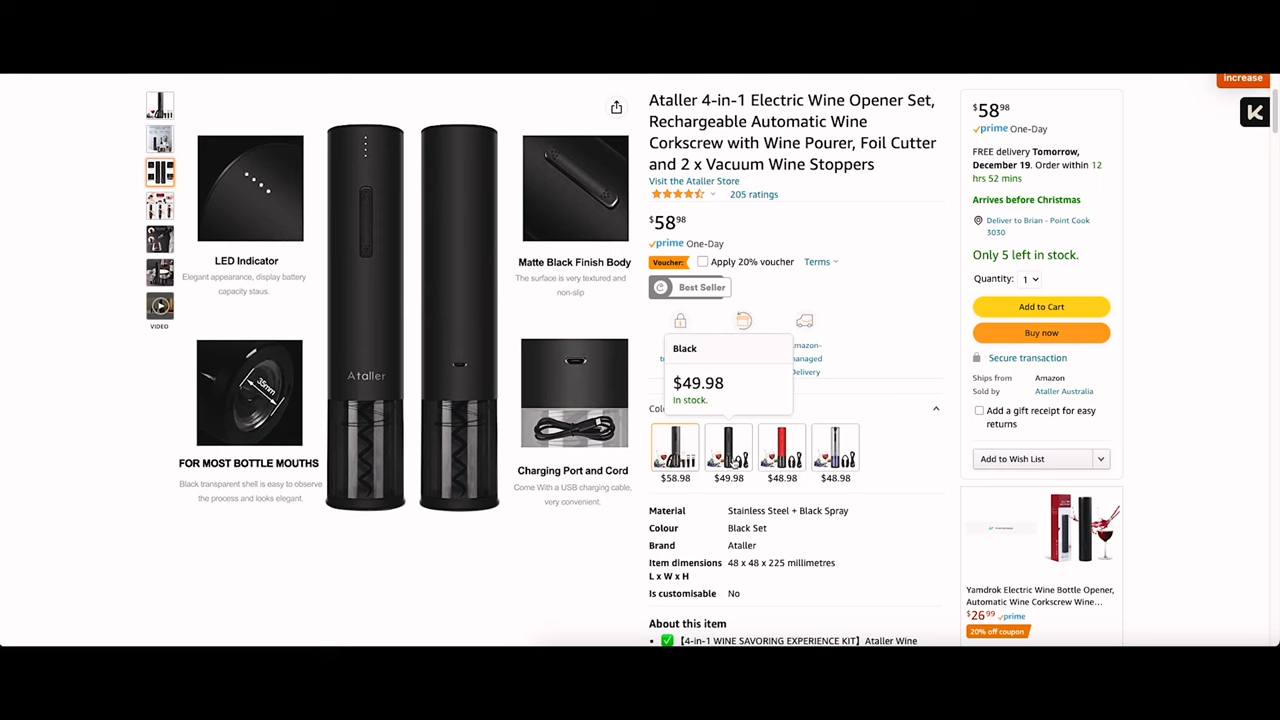 increase
K
LED Indicator
Elegant appearance, display battery
capacity staus.
Matte Black Finish Body
The surface is very textured and
non-slip
Ataller
35mm
FOR MOST BOTTLE MOUTHS
Black transparent shell is easy to observe
the process and looks elegant.
Charging Port and Cord
Come With a USB charging cable,
very convenient.
VIDEO
Ataller 4-in-1 Electric Wine Opener Set,
Rechargeable Automatic Wine
Corkscrew with Wine Pourer, Foil Cutter
and 2 x Vacuum Wine Stoppers
Visit the Ataller Store
205 ratings
$58.98
prime One-Day
Voucher: Apply 20% voucher Terms
Best Seller
Black
$49.98
In stock.
Delivery
$58.98 $49.98 $48.98 $48.98
Material Stainless Steel + Black Spray
Colour Black Set
Brand Ataller
Item dimensions 48 x 48 x 225 millimetres
L x W x H
Is customisable No
About this item
【4-in-1 WINE SAVORING EXPERIENCE KIT】Ataller Wine
$58.98
prime One-Day
FREE delivery Tomorrow,
December 19. Order within 12
hrs 52 mins
Arrives before Christmas
Deliver to Brian - Point Cook
3030
Only 5 left in stock.
Quantity: 1
Add to Cart
Buy now
Secure transaction
Ships from Amazon
Sold by Ataller Australia
Add a gift receipt for easy
returns
Add to Wish List
Yamdrok Electric Wine Bottle Opener,
Automatic Wine Corkscrew Wine...
$26.99 prime
20% off coupon